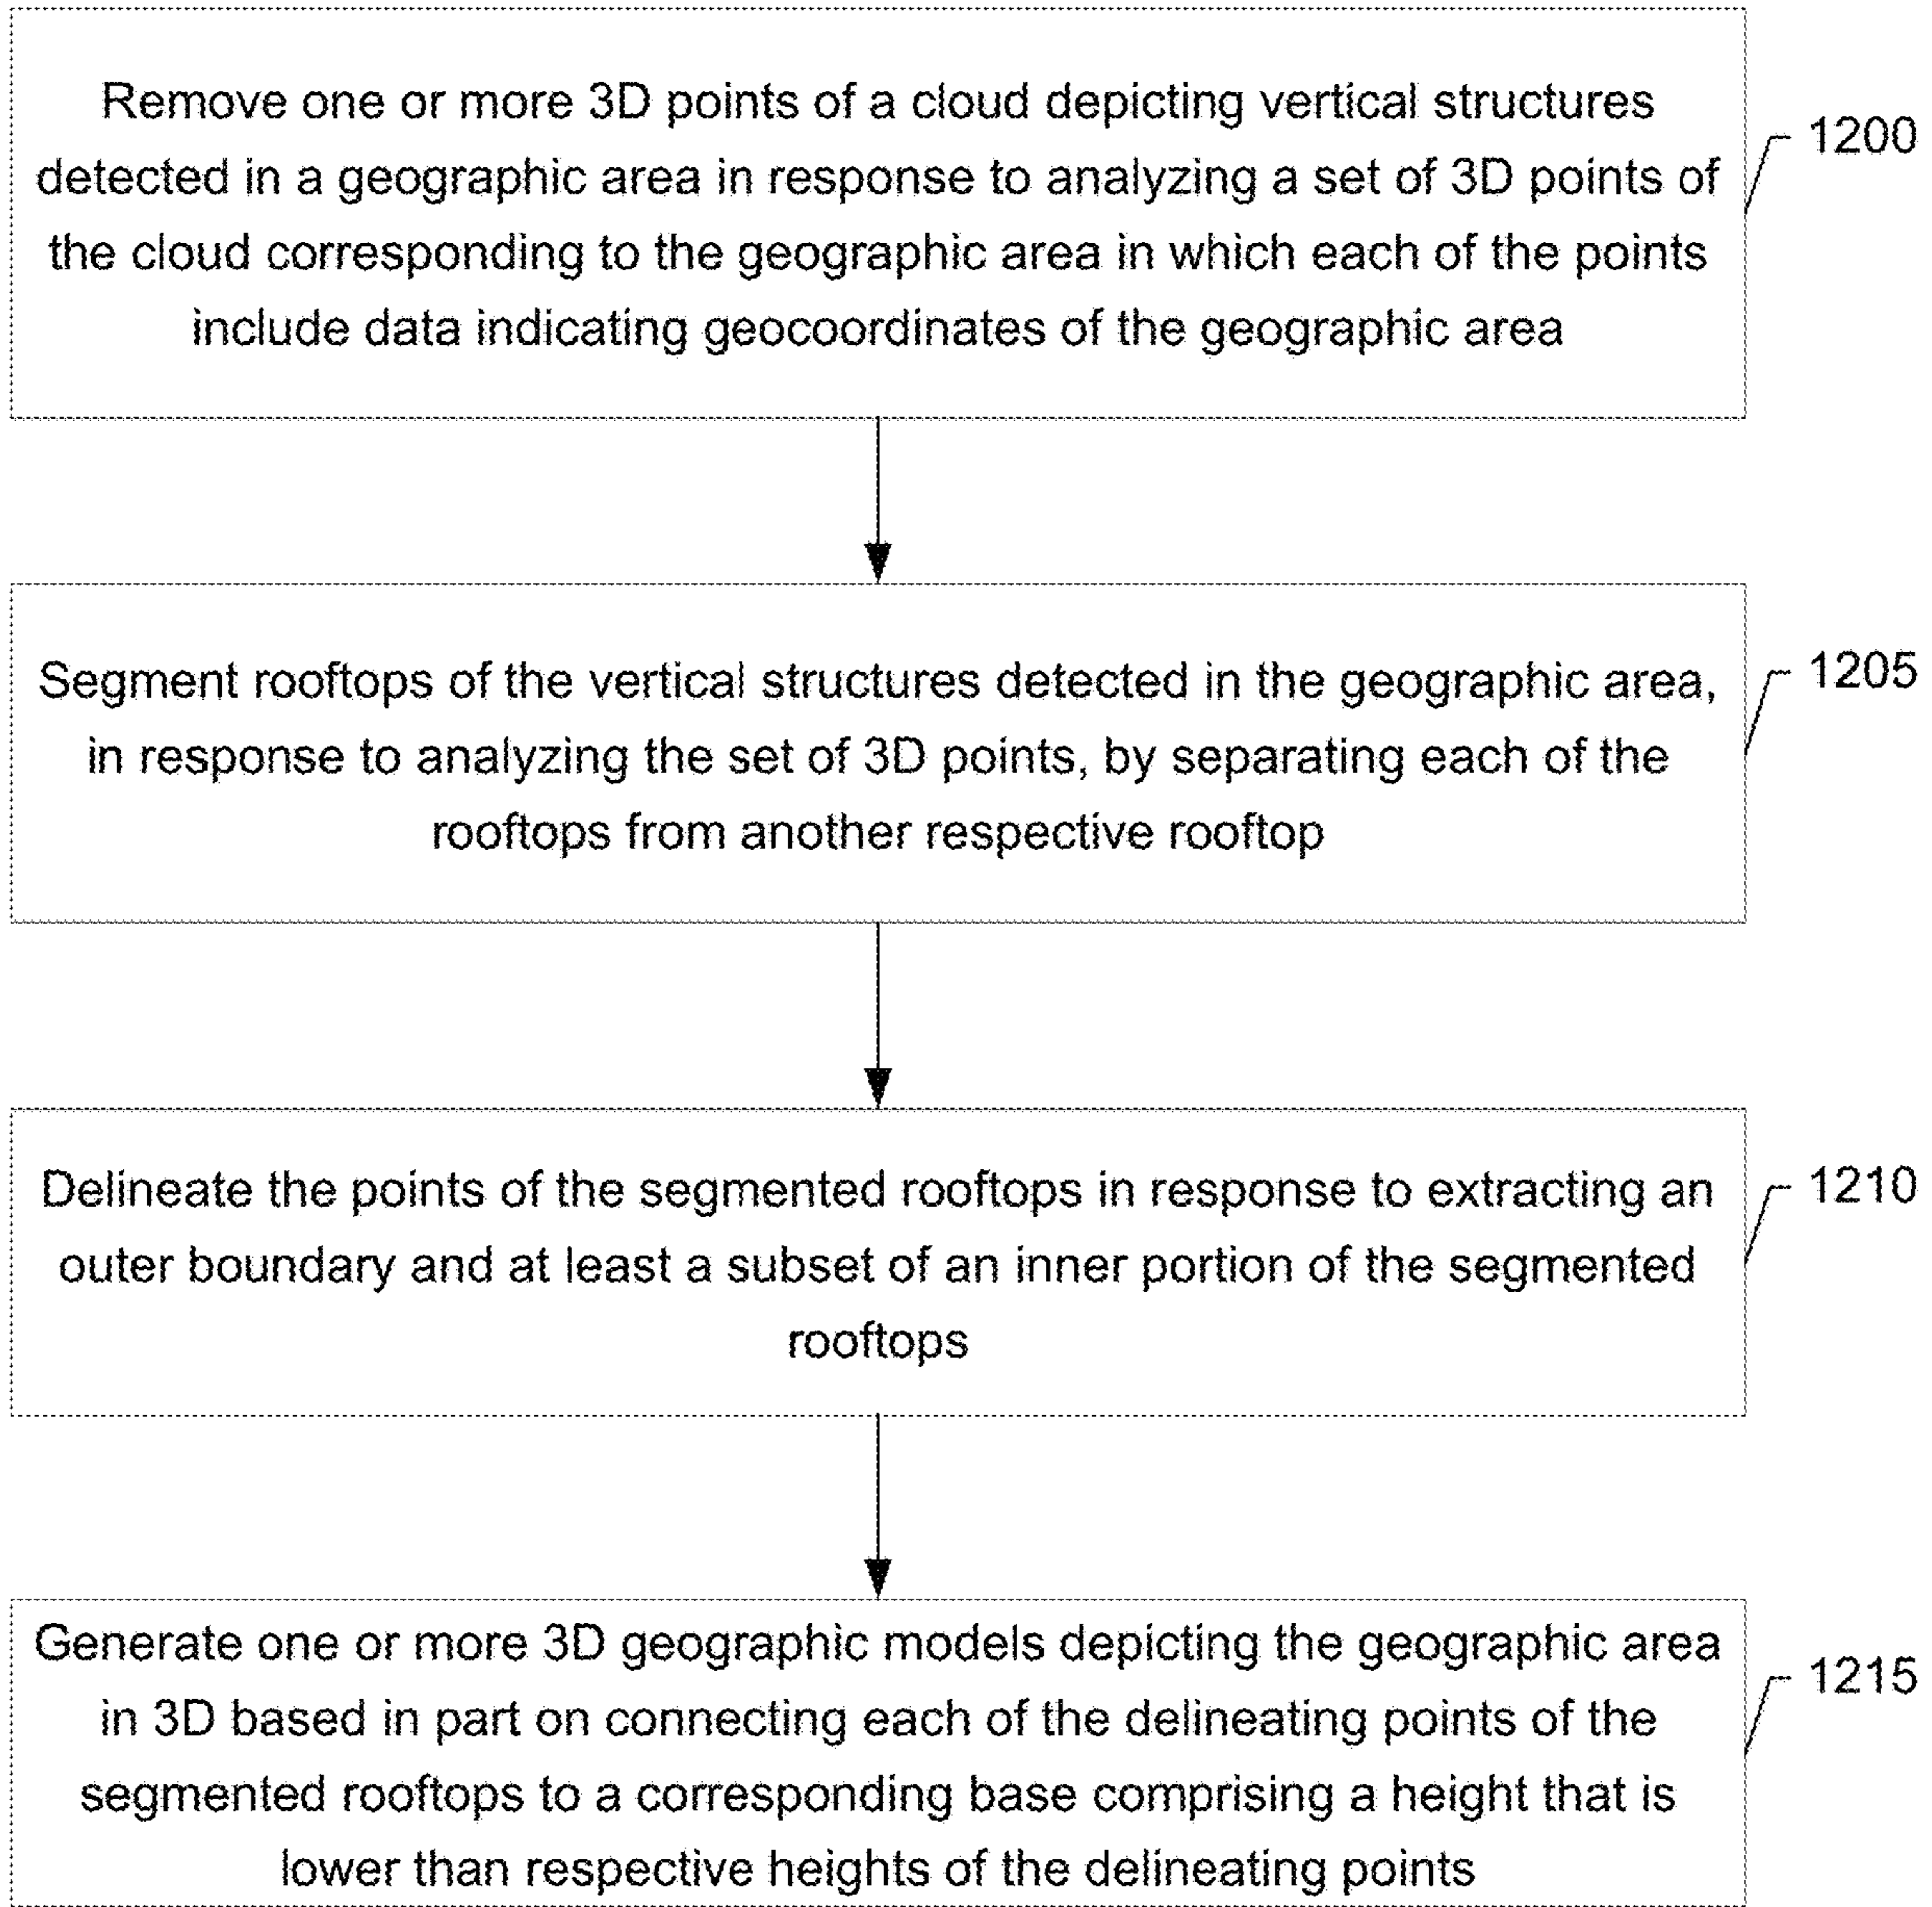 Remove one or more 3D points of a cloud depicting vertical structures
detected in a geographic area in response to analyzing a set of 3D points of
the cloud corresponding to the geographic area in which each of the points
include data indicating geocoordinates of the geographic area
1200
Segment rooftops of the vertical structures detected in the geographic area,
in response to analyzing the set of 3D points, by separating each of the
rooftops from another respective rooftop
1205
Delineate the points of the segmented rooftops in response to extracting an
outer boundary and at least a subset of an inner portion of the segmented
rooftops
1210
Generate one or more 3D geographic models depicting the geographic area
in 3D based in part on connecting each of the delineating points of the
segmented rooftops to a corresponding base comprising a height that is
lower than respective heights of the delineating points
1215